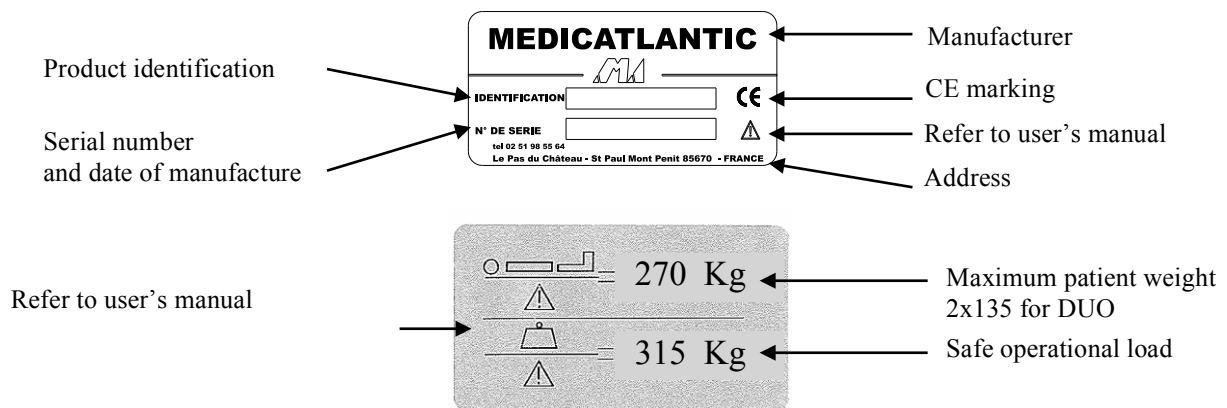 MEDICATLANTIC
Manufacturer
Product identification
IDENTIFICATION
CE
CE marking
Serial number
and date of manufacture
N° DE SERIE
Refer to user's manual
tel 02 51 98 55 64
Le Pas du Château - St Paul Mont Penit 85670 - FRANCE
Address
270 Kg
Maximum patient weight
2x135 for DUO
Refer to user's manual
315 Kg
Safe operational load